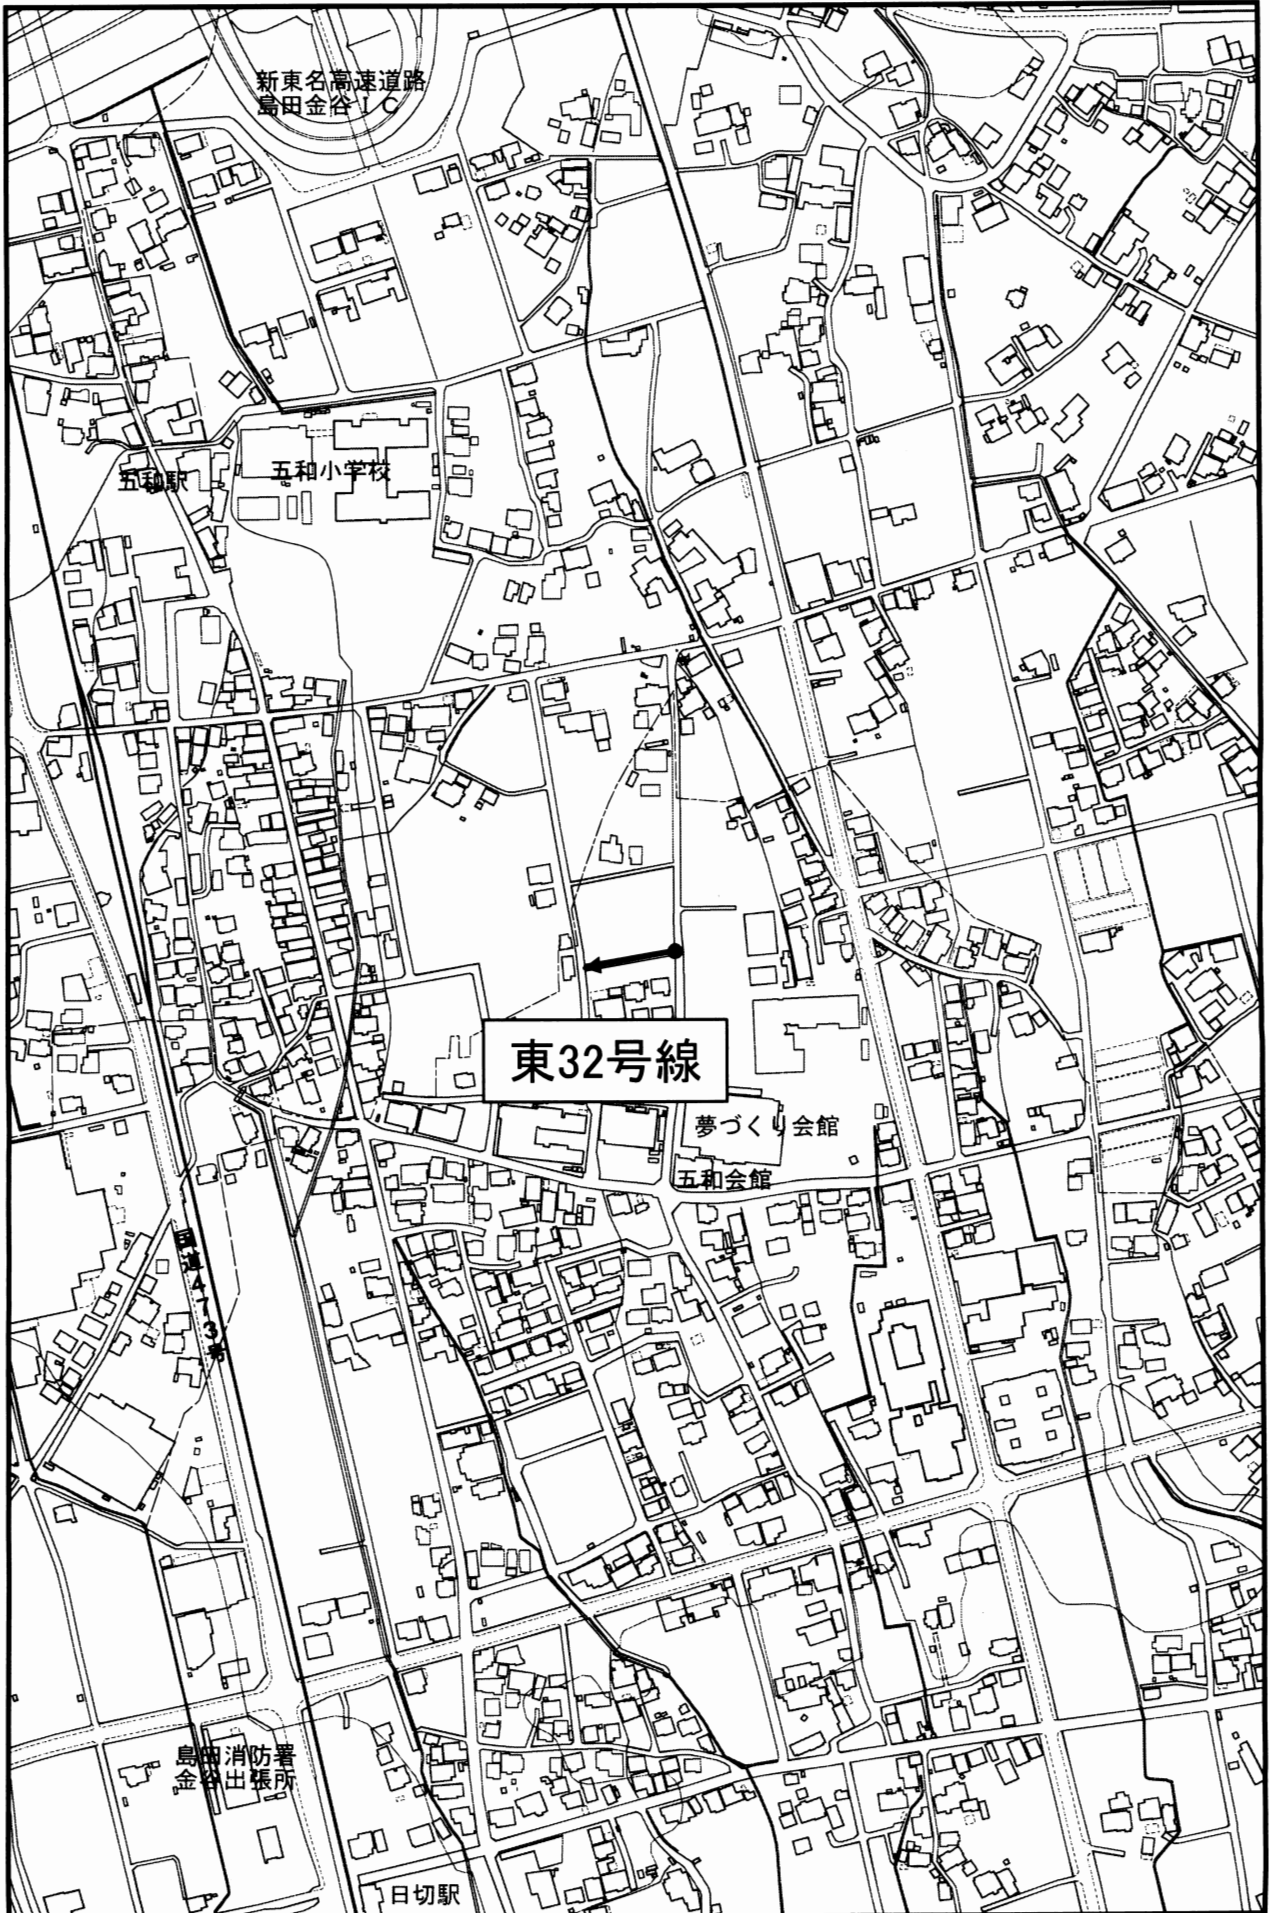 新東名高速道路
島田金谷IC
五和駅
五和小学校
東32号線
夢づくり会館
五和会館
国道473号
島田消防署
金谷出張所
日切駅